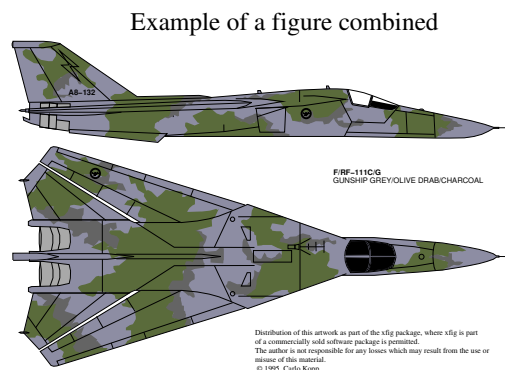 Example of a figure combined
A8-132
F/RF-111C/G
GUNSHIP GREY/OLIVE DRAB/CHARCOAL
Distribution of this artwork as part of the xfig package, where xfig is part
of a commercially sold software package is permitted.
The author is not responsible for any losses which may result from the use or
misuse of this material.
© 1995 Carlo Kopp